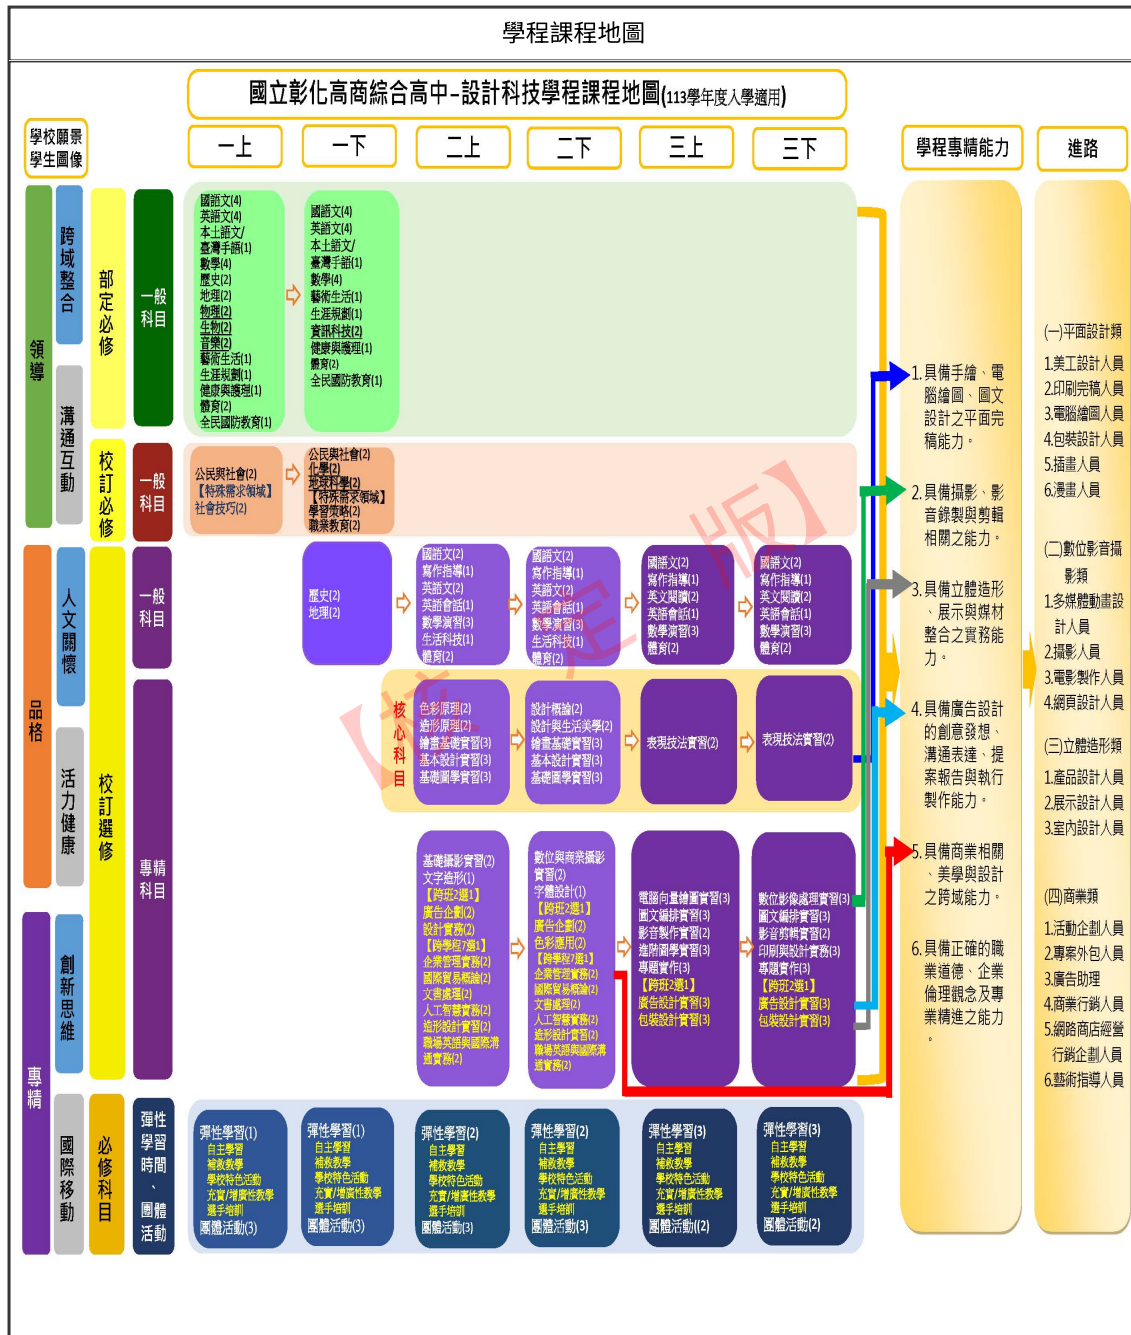 學程課程地圖
國立彰化高商綜合高中–設計科技學程課程地圖(113學年度入學適用)
學校願景
學生圖像
一上
一下
二上
二下
三上
三下
學程專精能力
進路
領導
品格
專精
跨域整合
溝通互動
人文關懷
活力健康
創新思維
國際移動
部定必修
校訂必修
校訂選修
必修科目
一般
科目
國語文(4)
英語文(4)
本土語文/
臺灣手語(1)
數學(4)
歷史(2)
地理(2)
物理(2)
生物(2)
音樂(2)
藝術生活(1)
生涯規劃(1)
健康與護理(1)
體育(2)
全民國防教育(1)
國語文(4)
英語文(4)
本土語文/
臺灣手語(1)
數學(4)
藝術生活(1)
生涯規劃(1)
資訊科技(2)
健康與護理(1)
體育(2)
全民國防教育(1)
一般
科目
公民與社會(2)
【特殊需求領域】
社會技巧(2)
公民與社會(2)
化學(2)
地球科學(2)
【特殊需求領域】
學習策略(2)
職業教育(2)
一般
科目
歷史(2)
地理(2)
國語文(2)
寫作指導(1)
英語文(2)
英語會話(1)
數學演習(3)
生活科技(1)
體育(2)
國語文(2)
寫作指導(1)
英語文(2)
英語會話(1)
數學演習(3)
生活科技(1)
體育(2)
國語文(2)
寫作指導(1)
英文閱讀(2)
英語會話(1)
數學演習(3)
體育(2)
國語文(2)
寫作指導(1)
英文閱讀(2)
英語會話(1)
數學演習(3)
體育(2)
專精
科目
核心科目
色彩原理(2)
造形原理(2)
繪畫基礎實習(3)
基本設計實習(3)
基礎圖學實習(3)
設計概論(2)
設計與生活美學(2)
繪畫基礎實習(3)
基本設計實習(3)
基礎圖學實習(3)
表現技法實習(2)
表現技法實習(2)
基礎攝影實習(2)
文字造形(1)
【跨班2選1】
廣告企劃(2)
設計實務(2)
【跨學程7選1】
企業管理實務(2)
國際貿易概論(2)
文書處理(2)
人工智慧實務(2)
造形設計實習(2)
職場英語與國際溝
通實務(2)
數位與商業攝影
實習(2)
字體設計(1)
【跨班2選1】
廣告企劃(2)
色彩應用(2)
【跨學程7選1】
企業管理實務(2)
國際貿易概論(2)
文書處理(2)
人工智慧實務(2)
造形設計實習(2)
職場英語與國際溝
通實務(2)
電腦向量繪圖實習(3)
圖文編排實習(3)
影音製作實習(2)
進階圖學實習(3)
專題實作(3)
【跨班2選1】
廣告設計實習(3)
包裝設計實習(3)
數位影像處理實習(3)
圖文編排實習(3)
影音剪輯實習(2)
印刷與設計實務(3)
專題實作(3)
【跨班2選1】
廣告設計實習(3)
包裝設計實習(3)
彈性
學習
時間
、
團體
活動
彈性學習(1)
自主學習
補救教學
學校特色活動
充實/增廣性教學
選手培訓
團體活動(3)
彈性學習(1)
自主學習
補救教學
學校特色活動
充實/增廣性教學
選手培訓
團體活動(3)
彈性學習(2)
自主學習
補救教學
學校特色活動
充實/增廣性教學
選手培訓
團體活動(3)
彈性學習(2)
自主學習
補救教學
學校特色活動
充實/增廣性教學
選手培訓
團體活動(3)
彈性學習(3)
自主學習
補救教學
學校特色活動
充實/增廣性教學
選手培訓
團體活動((2)
彈性學習(3)
自主學習
補救教學
學校特色活動
充實/增廣性教學
選手培訓
團體活動(2)
1.具備手繪、電
腦繪圖、圖文
設計之平面完
稿能力。
2.具備攝影、影
音錄製與剪輯
相關之能力。
3.具備立體造形
、展示與媒材
整合之實務能
力。
4.具備廣告設計
的創意發想、
溝通表達、提
案報告與執行
製作能力。
5.具備商業相關
、美學與設計
之跨域能力。
6.具備正確的職
業道德、企業
倫理觀念及專
業精進之能力
。
(一)平面設計類
1.美工設計人員
2.印刷完稿人員
3.電腦繪圖人員
4.包裝設計人員
5.插畫人員
6.漫畫人員
(二)數位影音攝
影類
1.多媒體動畫設
計人員
2.攝影人員
3.電影製作人員
4.網頁設計人員
(三)立體造形類
1.產品設計人員
2.展示設計人員
3.室內設計人員
(四)商業類
1.活動企劃人員
2.專案外包人員
3.廣告助理
4.商業行銷人員
5.網路商店經營
行銷企劃人員
6.藝術指導人員
【核定版】